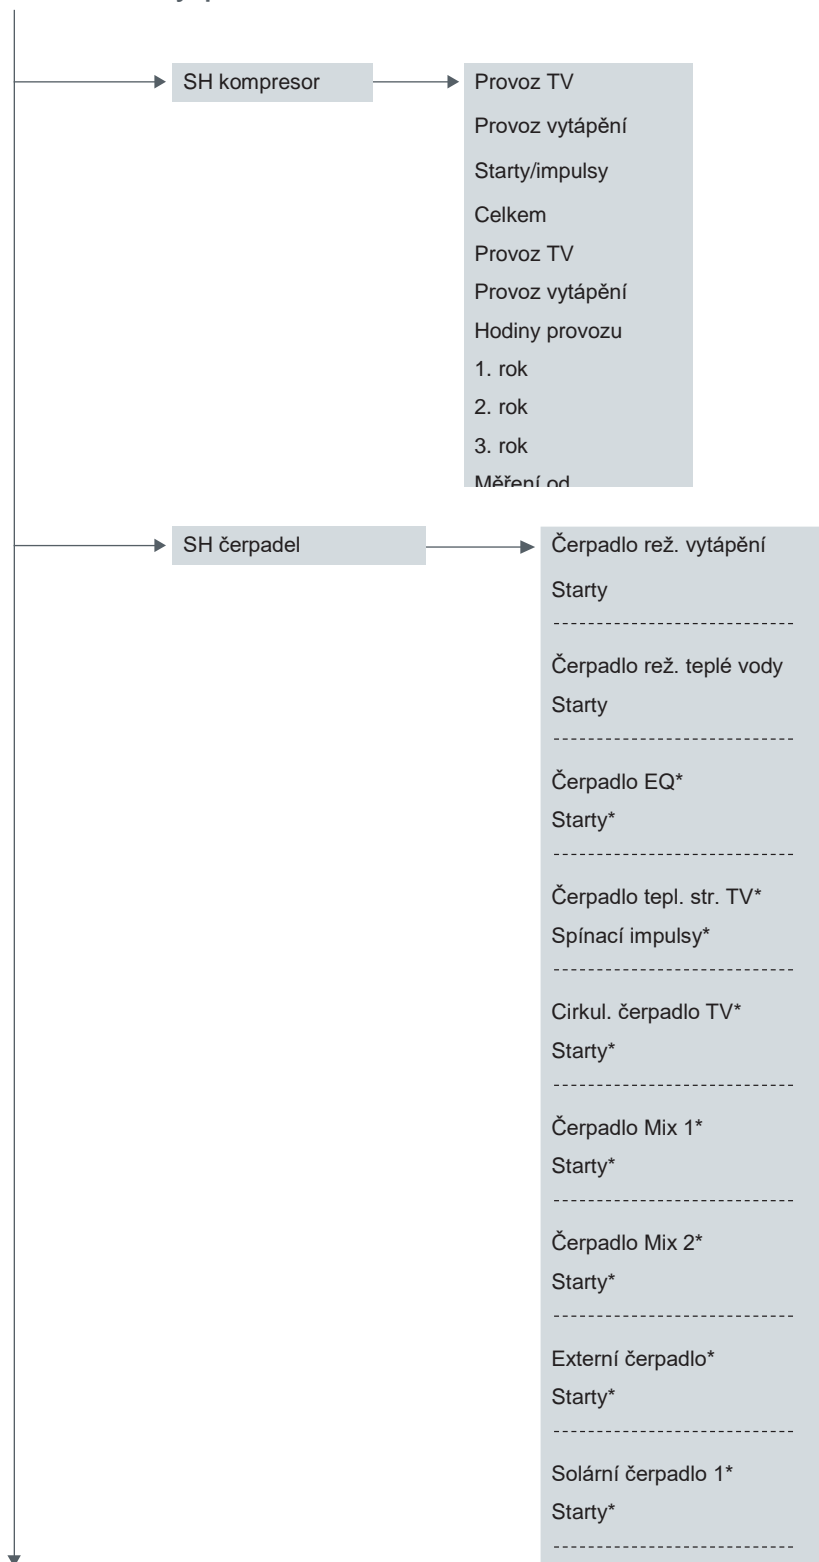 SH kompresor
Provoz TV
Provoz vytápění
Starty/impulsy
Celkem
Provoz TV
Provoz vytápění
Hodiny provozu
1. rok
2. rok
3. rok
Měření od
SH čerpadel
Čerpadlo rež. vytápění
Starty
Čerpadlo rež. teplé vody
Starty
Čerpadlo EQ*
Starty*
Čerpadlo tepl. str. TV*
Spínací impulsy*
Cirkul. čerpadlo TV*
Starty*
Čerpadlo Mix 1*
Starty*
Čerpadlo Mix 2*
Starty*
Externí čerpadlo*
Starty*
Solární čerpadlo 1*
Starty*